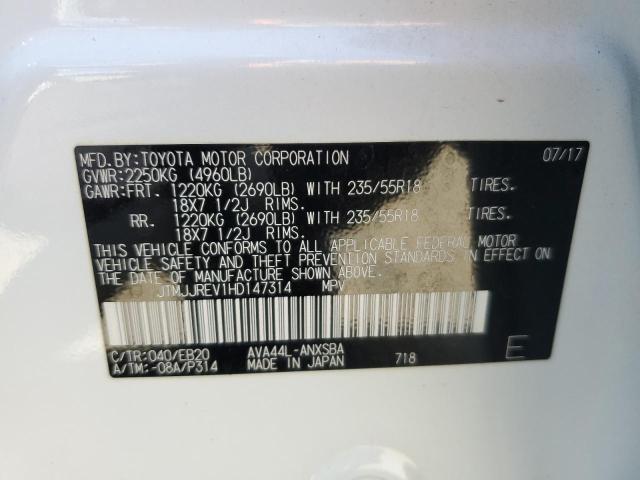 MFD.BY:TOYOTA MOTOR CORPORATION 07/17
GVWR:2250KG (4960LB)
GAWR:FRT. 1220KG (2690LB) WITH 235/55R18 TIRES.
18X7 1/2J RIMS.
RR. 1220KG (2690LB) WITH 235/55R18 TIRES.
18X7 1/2J RIMS.
THIS VEHICLE CONFORMS TO ALL APPLICABLE FEDERAL MOTOR
VEHICLE SAFETY AND THEFT PREVENTION STANDARDS IN EFFECT ON
THE DATE OF MANUFACTURE SHOWN ABOVE.
JTMJJREV1HD147314 MPV
C/TR:040/EB20 AVA44L-ANXSBA
A/TM:-08A/P314 MADE IN JAPAN 718 E